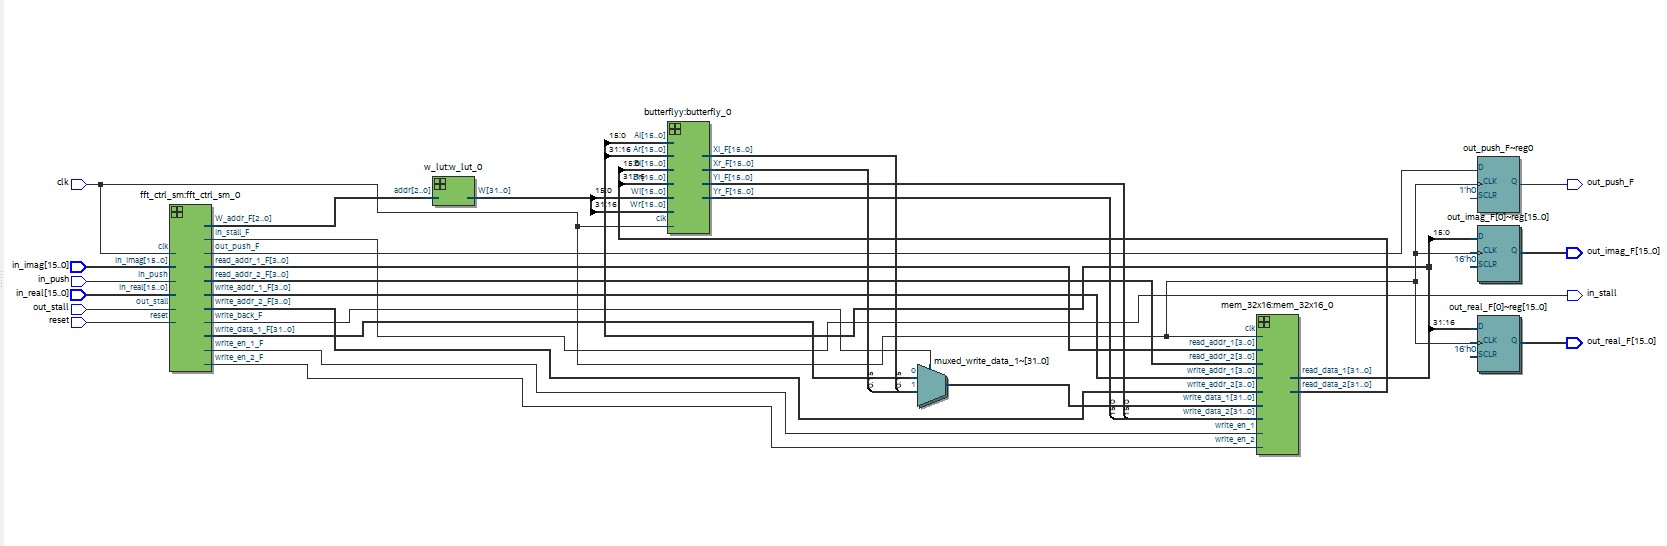 clk
in_imag[15..0]
in_push
in_real[15..0]
out_stall
reset
fft_ctrl_sm:fft_ctrl_sm_0
clk
in_imag[15..0]
in_push
in_real[15..0]
out_stall
reset
W_addr_F[2..0]
in_stall_F
out_push_F
read_addr_1_F[3..0]
read_addr_2_F[3..0]
write_addr_1_F[3..0]
write_addr_2_F[3..0]
write_back_F
write_data_1_F[31..0]
write_en_1_F
write_en_2_F
w_lut:w_lut_0
addr[2..0]
W[31..0]
butterflyy:butterfly_0
15:0
31:16
15:0
31:16
15:0
31:16
Ai[15..0]
Ar[15..0]
Wi[15..0]
Wr[15..0]
clk
Xi_F[15..0]
Xr_F[15..0]
Yi_F[15..0]
Yr_F[15..0]
muxed_write_data_1~[31..0]
0
1
mem_32x16:mem_32x16_0
clk
read_addr_1[3..0]
read_addr_2[3..0]
write_addr_1[3..0]
write_addr_2[3..0]
write_data_1[31..0]
write_data_2[31..0]
write_en_1
write_en_2
read_data_1[31..0]
read_data_2[31..0]
out_push_F~reg0
D
CLK
Q
1'h0
SCLR
out_push_F
out_imag_F[0]~reg[15..0]
15:0
D
CLK
Q
16'h0
SCLR
out_imag_F[15..0]
in_stall
out_real_F[0]~reg[15..0]
31:16
D
CLK
Q
16'h0
SCLR
out_real_F[15..0]